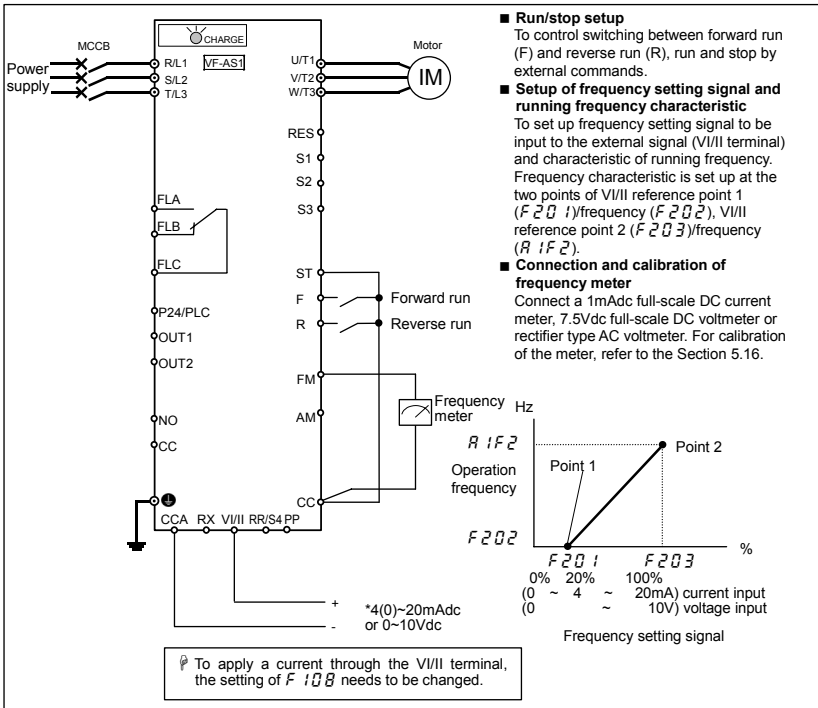 CHARGE
MCCB
R/L1
VF-AS1
U/T1
Motor
Power
supply
S/L2
V/T2
IM
T/L3
W/T3
RES
S1
S2
S3
FLA
FLB
FLC
ST
F
Forward run
P24/PLC
R
Reverse run
OUT1
OUT2
FM
Frequency
meter
AM
NO
CC
CC
CCA RX VI/II RR/S4 PP
+
-
*4(0)~20mAdc
or 0~10Vdc
To apply a current through the VI/II terminal,
the setting of F108 needs to be changed.
■ Run/stop setup
To control switching between forward run
(F) and reverse run (R), run and stop by
external commands.
■ Setup of frequency setting signal and
running frequency characteristic
To set up frequency setting signal to be
input to the external signal (VI/II terminal)
and characteristic of running frequency.
Frequency characteristic is set up at the
two points of VI/II reference point 1
(F201)/frequency (F202), VI/II
reference point 2 (F203)/frequency
(A1F2).
■ Connection and calibration of
frequency meter
Connect a 1mAdc full-scale DC current
meter, 7.5Vdc full-scale DC voltmeter or
rectifier type AC voltmeter. For calibration
of the meter, refer to the Section 5.16.
Hz
A1F2
Point 2
Operation
frequency
Point 1
F202
%
F201 F203
0% 20% 100%
(0 ~ 4 ~ 20mA) current input
(0 ~ 10V) voltage input
Frequency setting signal